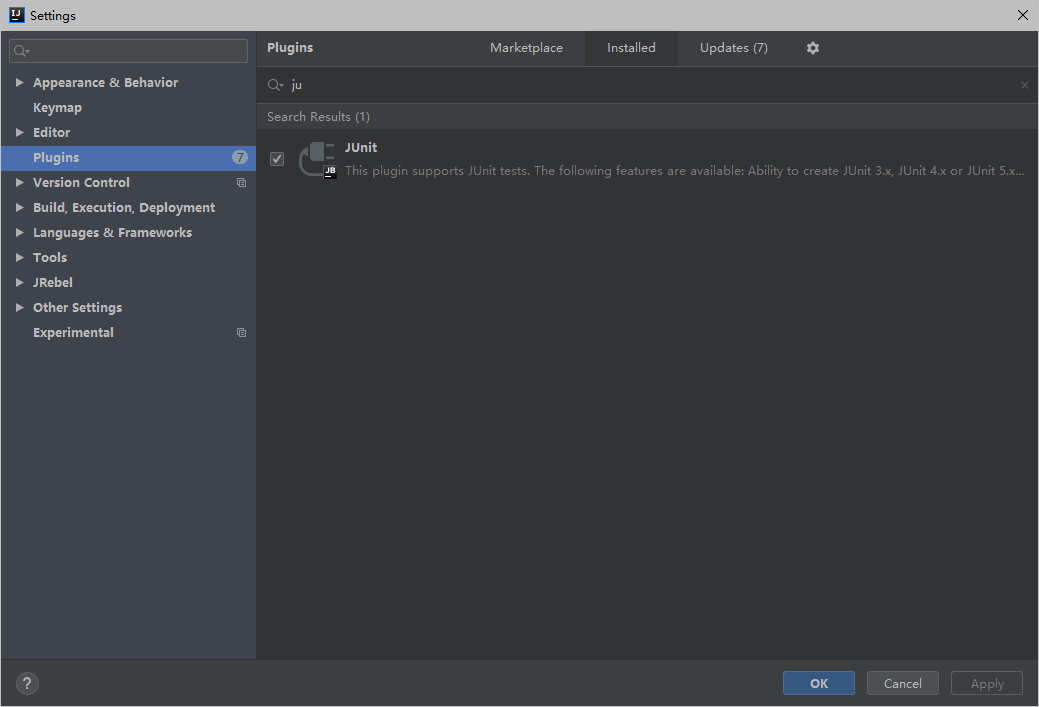 IJ Settings
Plugins Marketplace Installed Updates (7)
ju
Search Results (1)
JUnit
JB
This plugin supports JUnit tests. The following features are available: Ability to create JUnit 3.x, JUnit 4.x or JUnit 5.x...
Appearance & Behavior
Keymap
Editor
Plugins 7
Version Control
Build, Execution, Deployment
Languages & Frameworks
Tools
JRebel
Other Settings
Experimental
? OK Cancel Apply